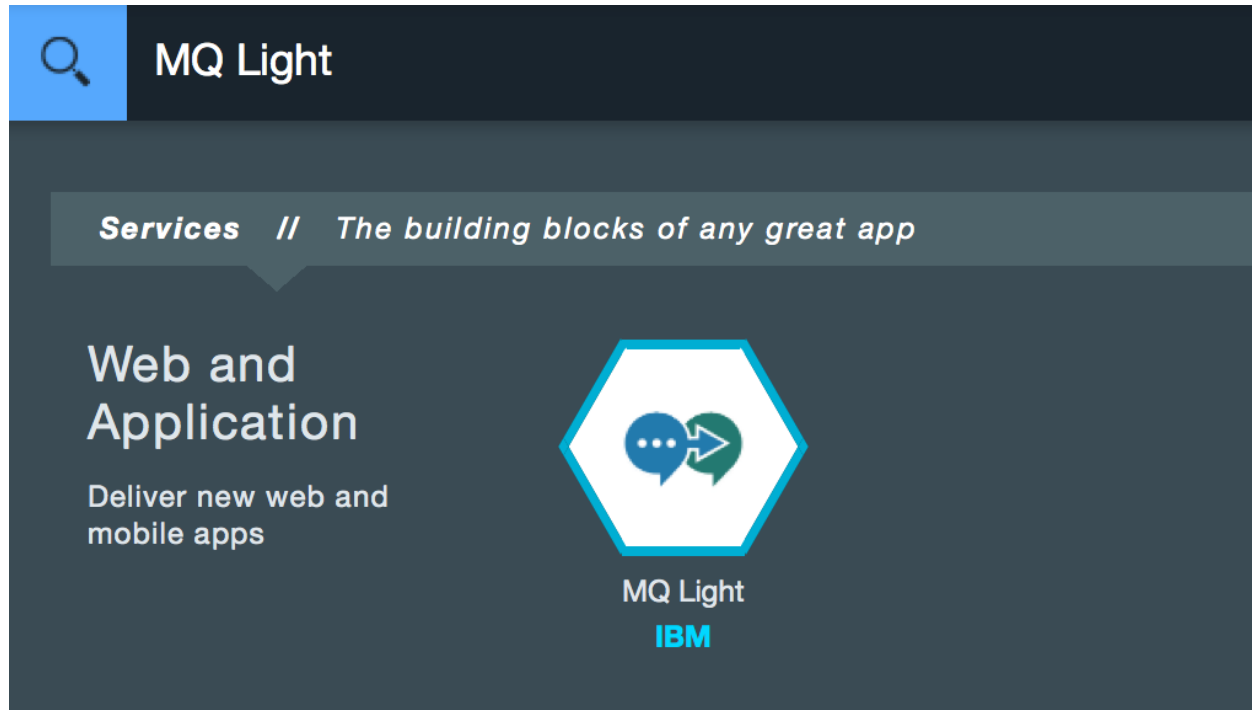 MQ Light
Services // The building blocks of any great app
Web and
Application
Deliver new web and
mobile apps
MQ Light
IBM